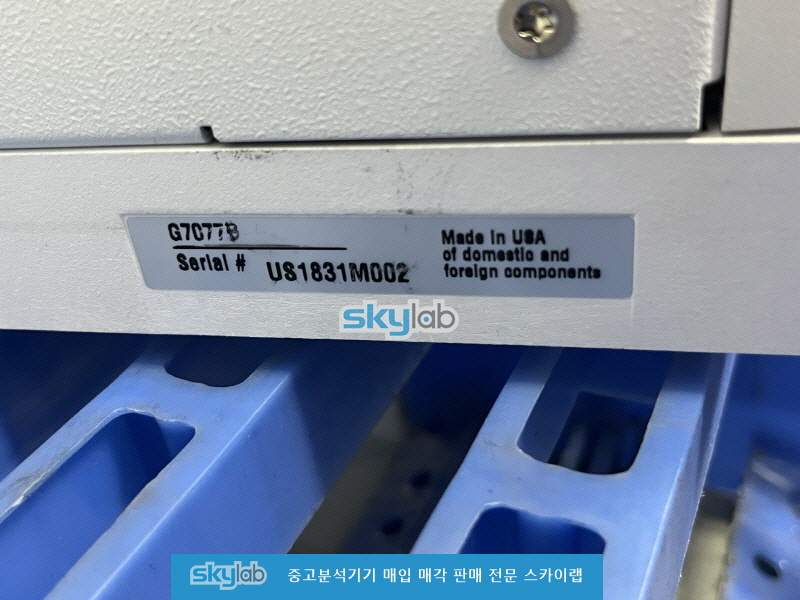 G7077B
Serial # US1831M002
Made in USA
of domestic and
foreign components
skylab
skylab 중고분석기기 매입 매각 판매 전문 스카이랩